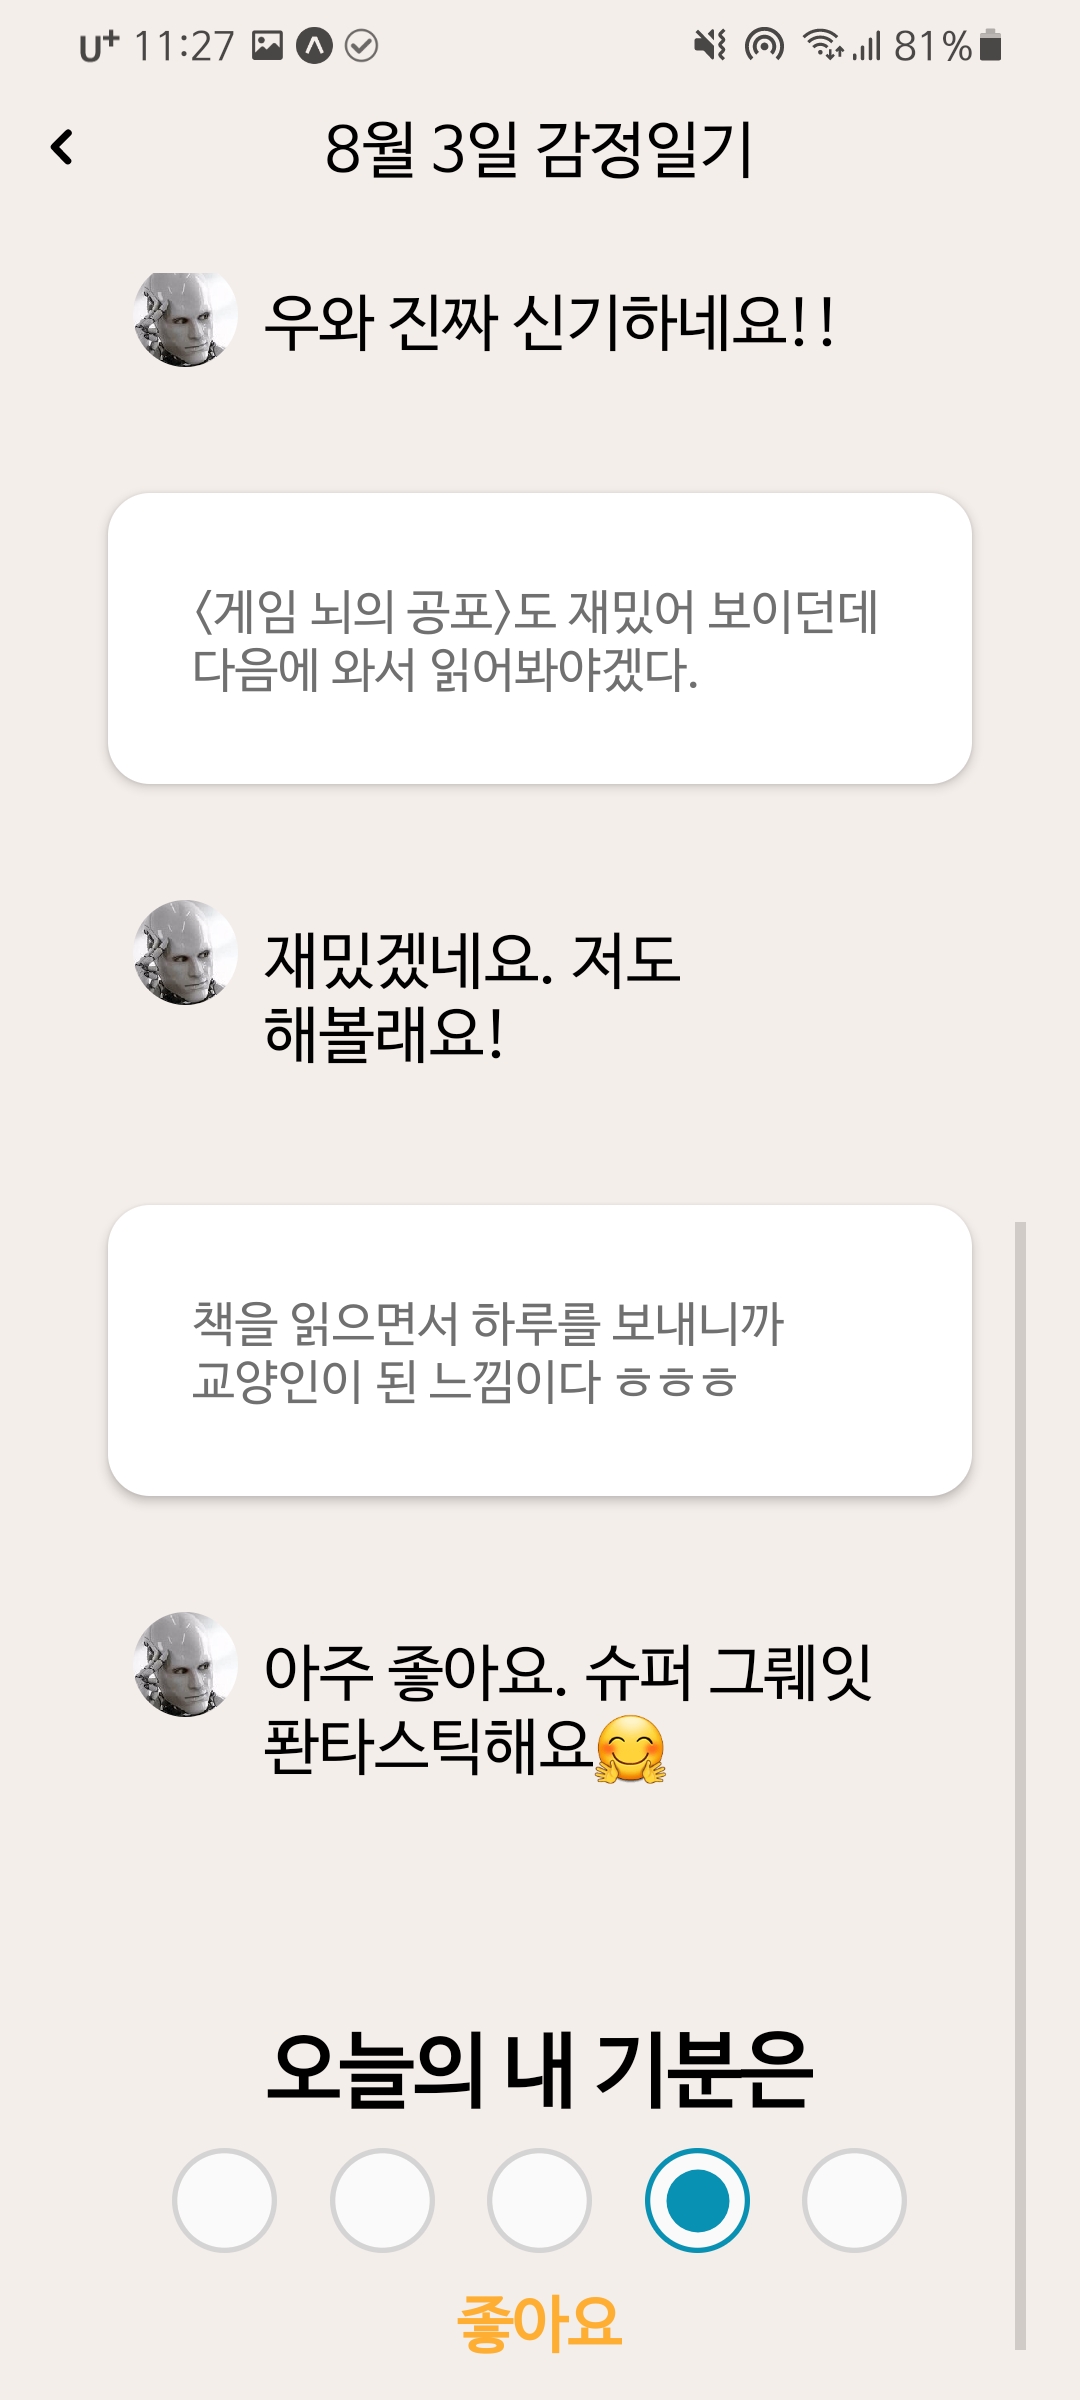 U+ 11:27 81%
8월 3일 감정일기
우와 진짜 신기하네요!!
〈게임 뇌의 공포〉도 재밌어 보이던데
다음에 와서 읽어봐야겠다.
재밌겠네요. 저도
해볼래요!
책을 읽으면서 하루를 보내니까
교양인이 된 느낌이다 ㅎㅎㅎ
아주 좋아요. 슈퍼 그뤠잇
퐌타스틱해요🤗
오늘의 내 기분은
좋아요